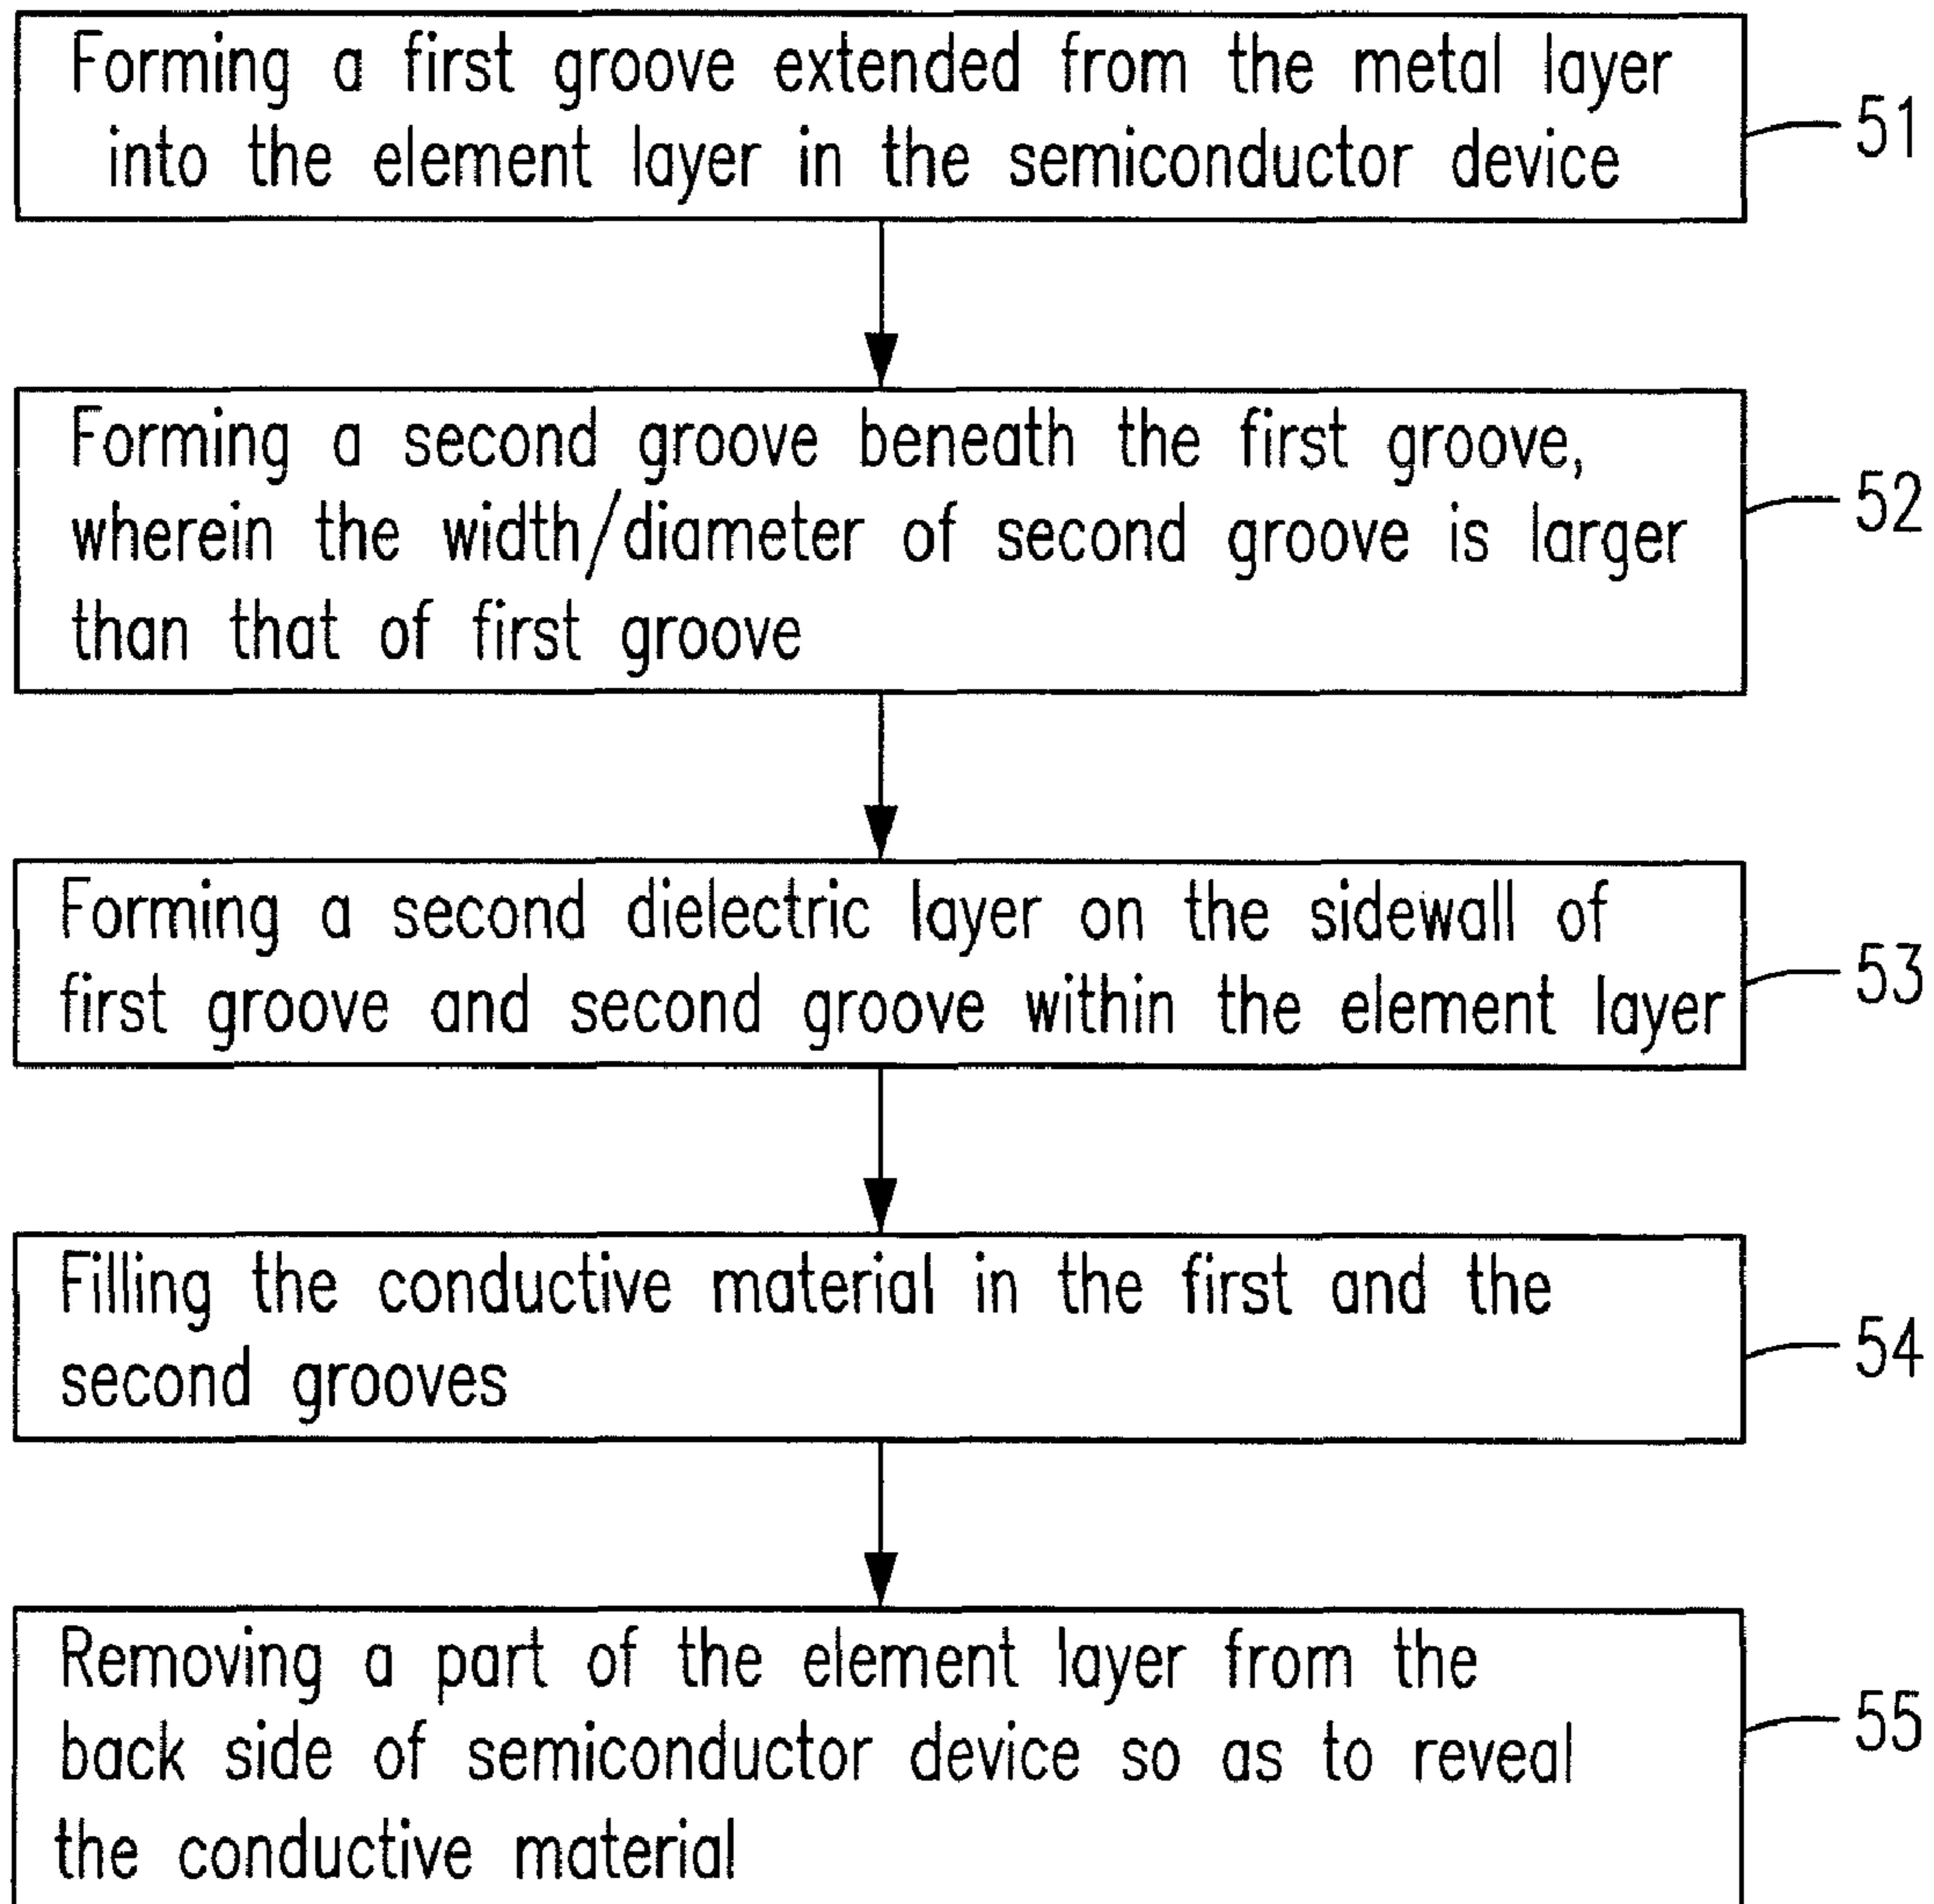 Forming a first groove extended from the metal layer
into the element layer in the semiconductor device
51
Forming a second groove beneath the first groove,
wherein the width/diameter of second groove is larger
than that of first groove
52
Forming a second dielectric layer on the sidewall of
first groove and second groove within the element layer
53
Filling the conductive material in the first and the
second grooves
54
Removing a part of the element layer from the
back side of semiconductor device so as to reveal
the conductive material
55